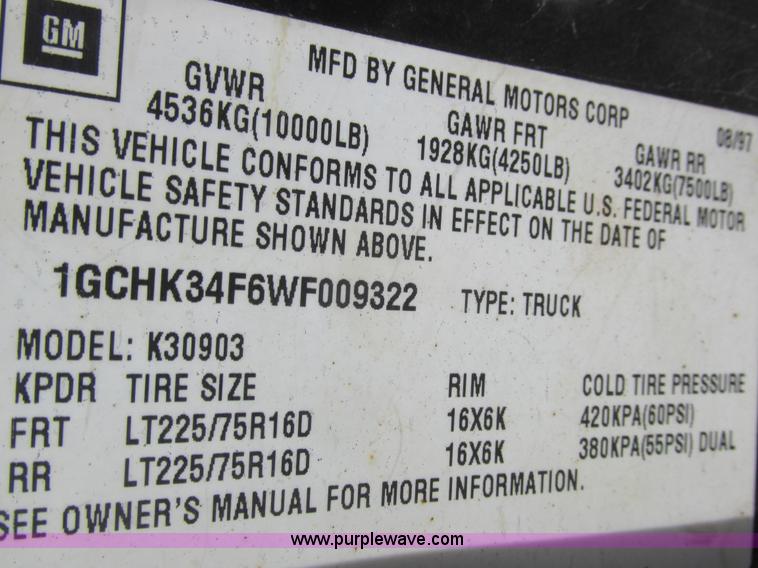 GM
MFD BY GENERAL MOTORS CORP 08/97
GVWR GAWR FRT GAWR RR
4536KG(10000LB) 1928KG(4250LB) 3402KG(7500LB)
THIS VEHICLE CONFORMS TO ALL APPLICABLE U.S. FEDERAL MOTOR
VEHICLE SAFETY STANDARDS IN EFFECT ON THE DATE OF
MANUFACTURE SHOWN ABOVE.
1GCHK34F6WF009322 TYPE: TRUCK
MODEL: K30903
KPDR TIRE SIZE RIM COLD TIRE PRESSURE
FRT LT225/75R16D 16X6K 420KPA(60PSI)
RR LT225/75R16D 16X6K 380KPA(55PSI) DUAL
SEE OWNER'S MANUAL FOR MORE INFORMATION.
www.purplewave.com